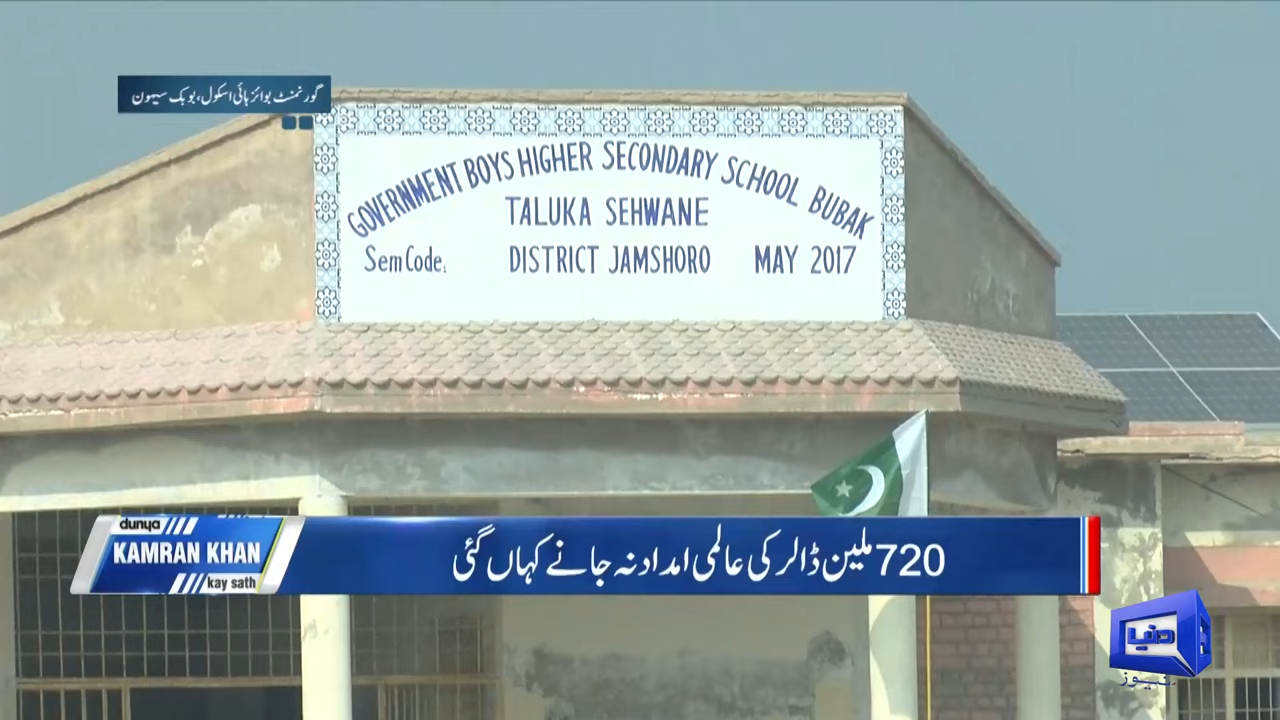 گورنمنٹ بوائز ہائی اسکول، بوبک سیہون
GOVERNMENT BOYS HIGHER SECONDARY SCHOOL BUBAK
TALUKA SEHWANE
Sem Code: DISTRICT JAMSHORO MAY 2017
dunya
KAMRAN KHAN
kay sath
720 ملین ڈالر کی عالمی امداد نہ جانے کہاں گئی
دنیا
نیوز